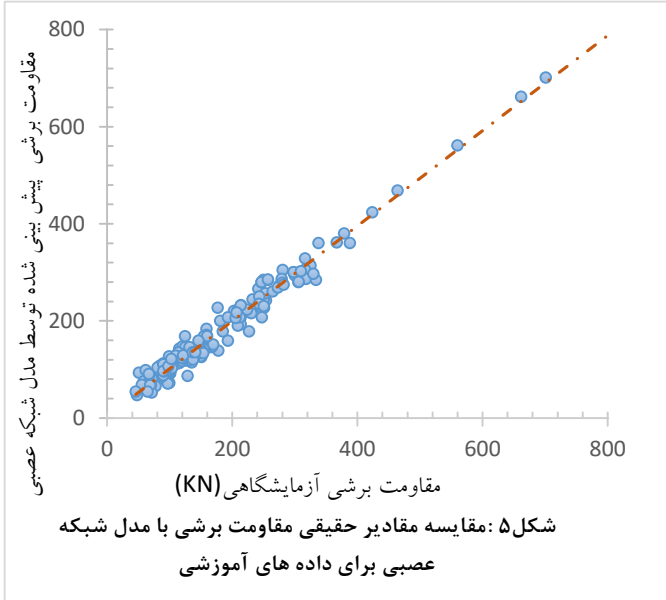 800
600
400
200
0
مقاومت برشی پیش بینی شده توسط مدل شبکه عصبی
0 200 400 600 800
مقاومت برشی آزمایشگاهی(KN)
شکل۵ :مقایسه مقادیر حقیقی مقاومت برشی با مدل شبکه
عصبی برای داده های آموزشی